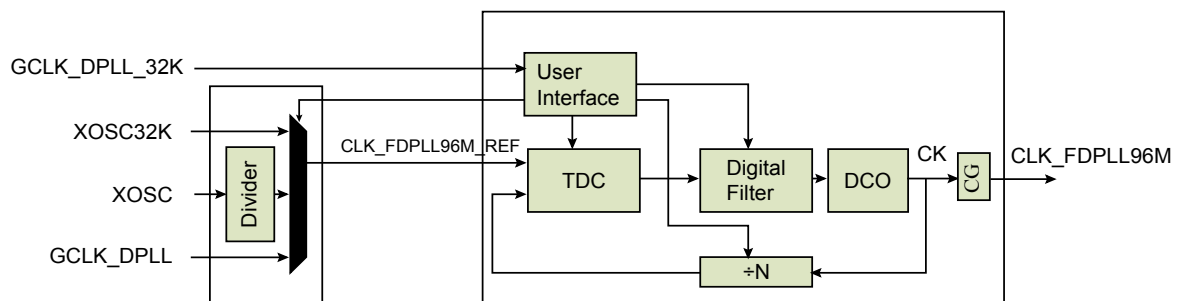 GCLK_DPLL_32K
User
Interface
XOSC32K
CLK_FDPLL96M_REF
CK
CLK_FDPLL96M
Divider
TDC
Digital
Filter
DCO
CG
XOSC
GCLK_DPLL
÷N